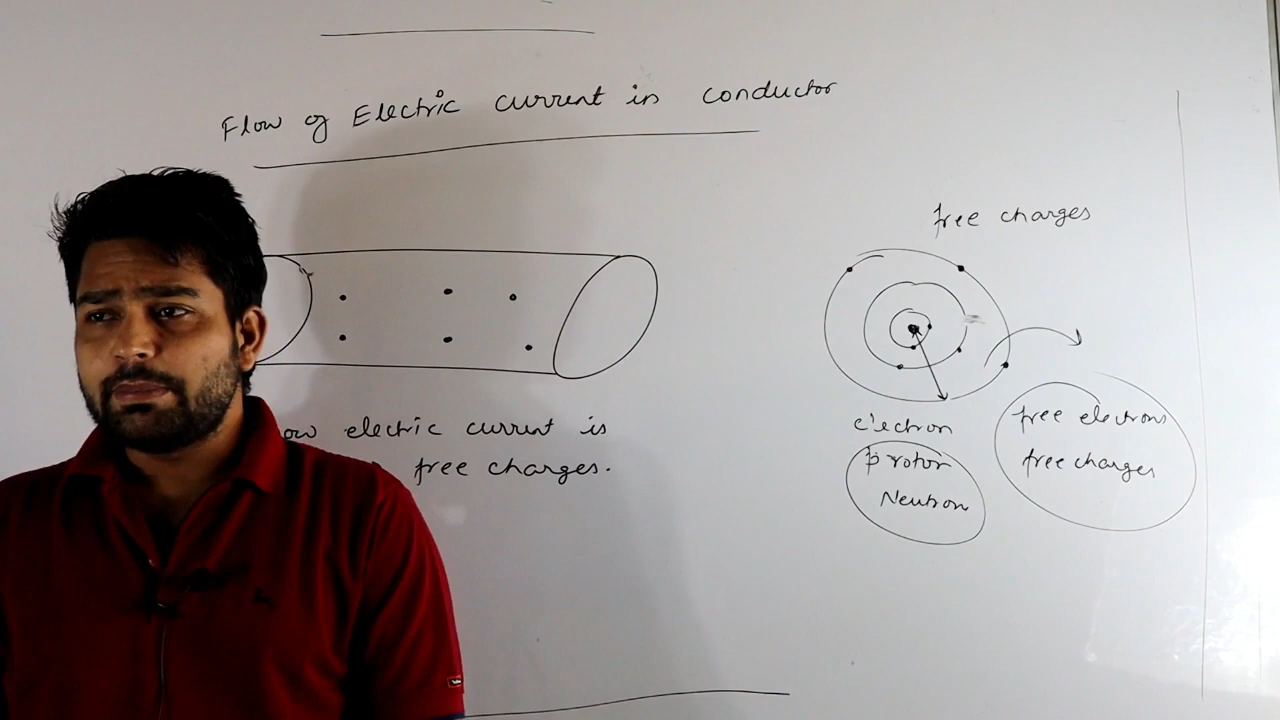 Flow of Electric current in conductor
free charges
ow electric current is
free charges.
electron
Proton
Neutron
free electrons
free charges